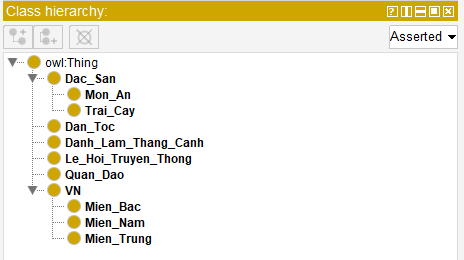 Class hierarchy:
Asserted
owl:Thing
Dac_San
Mon_An
Trai_Cay
Dan_Toc
Danh_Lam_Thang_Canh
Le_Hoi_Truyen_Thong
Quan_Dao
VN
Mien_Bac
Mien_Nam
Mien_Trung